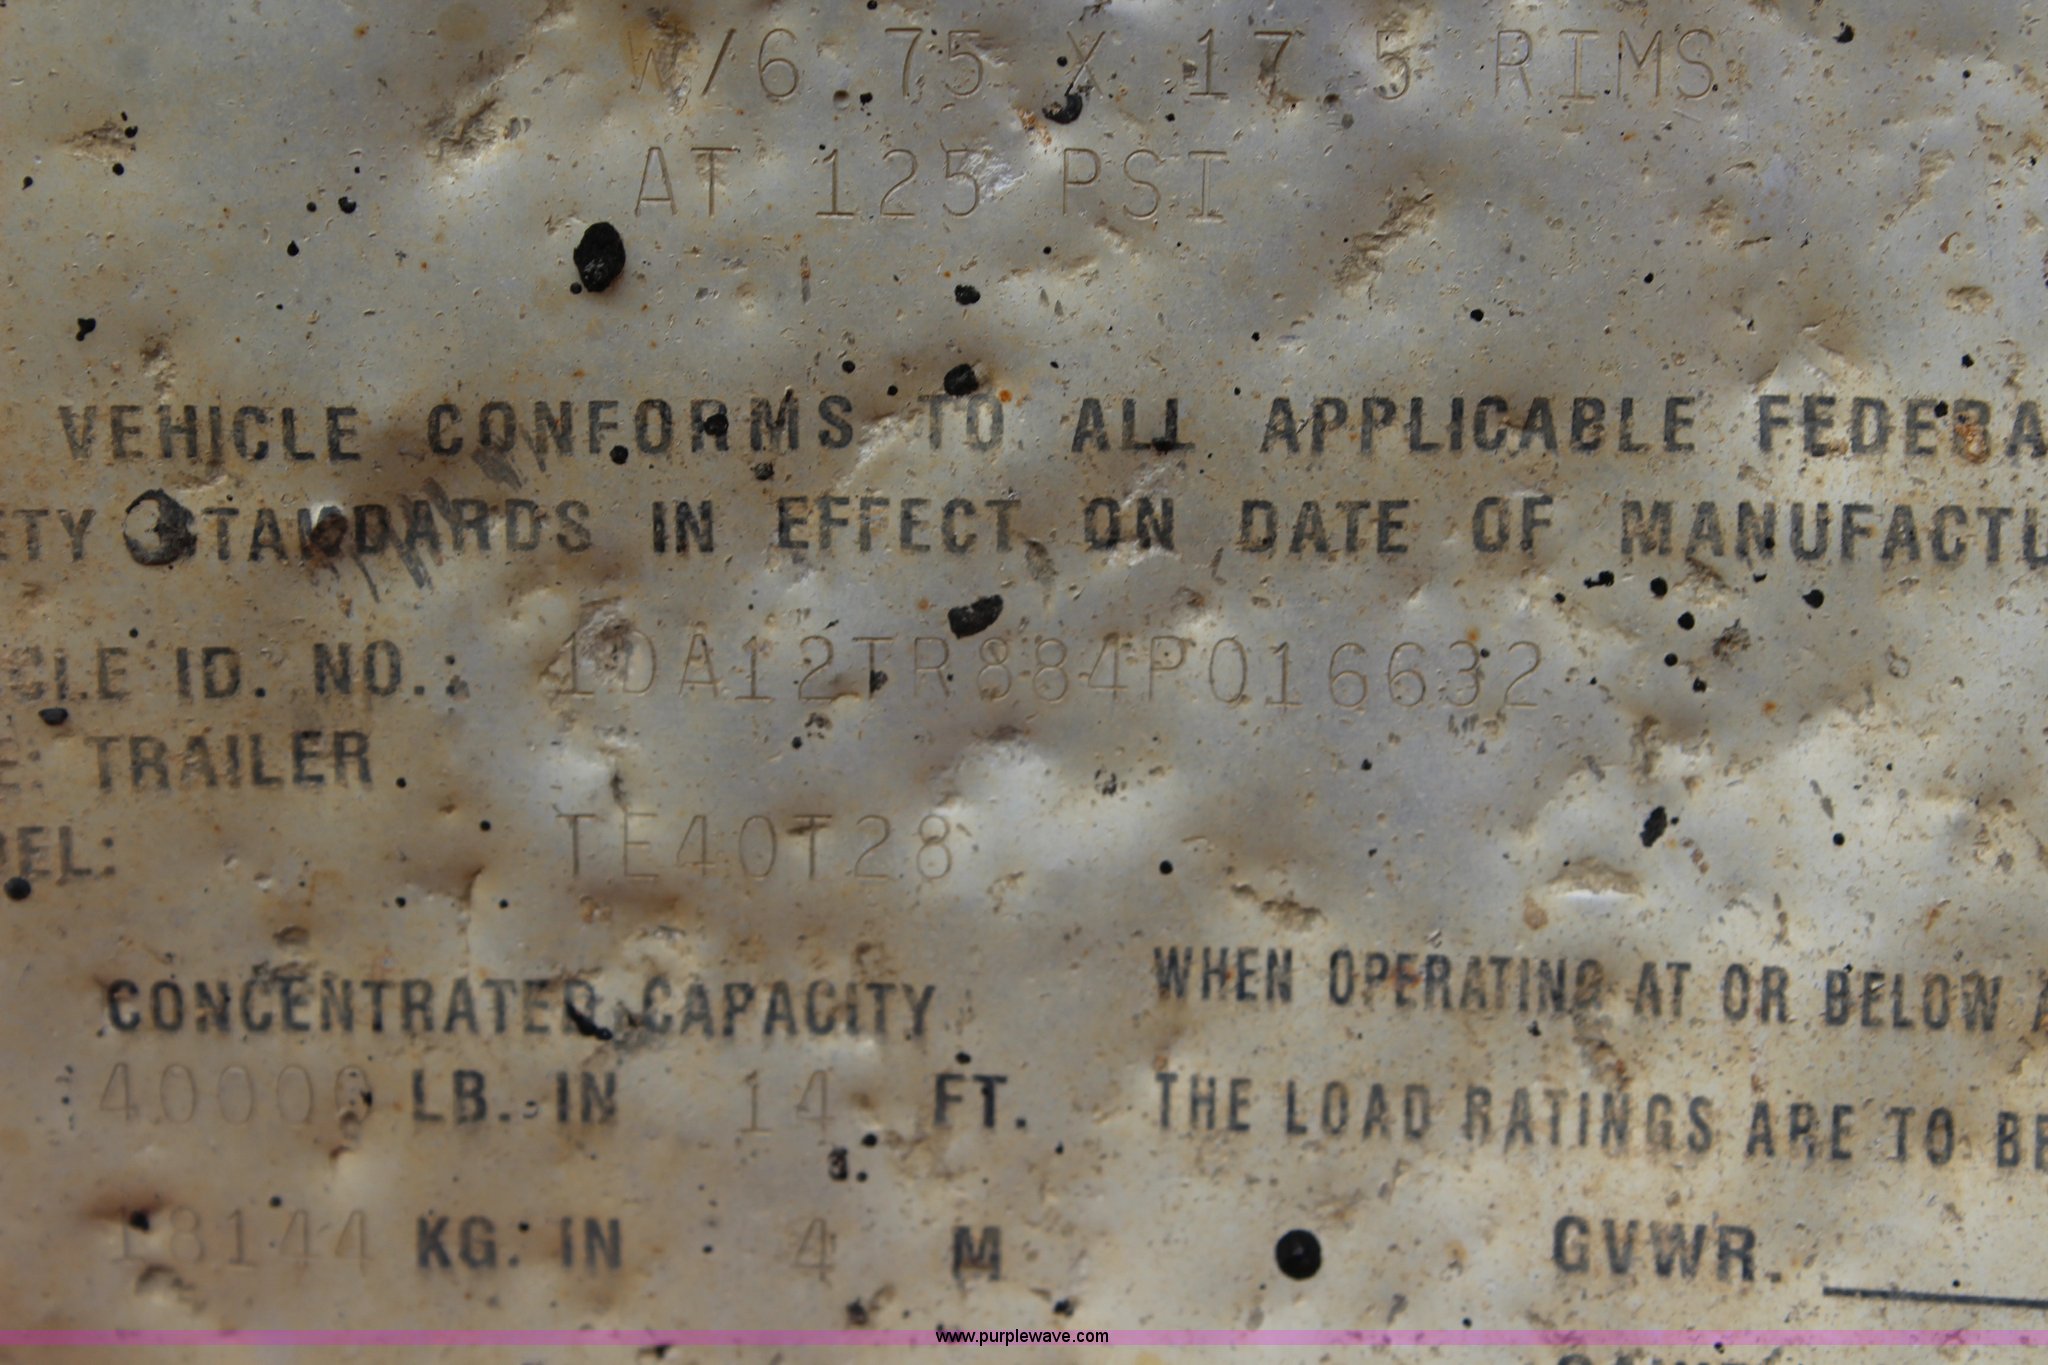 W/6.75 X 17.5 RIMS
AT 125 PSI
VEHICLE CONFORMS TO ALL APPLICABLE FEDERA
ETY STANDARDS IN EFFECT ON DATE OF MANUFACTU
CLE ID. NO.: 1DA12TR884P016632
E: TRAILER
DEL: TE40T28
CONCENTRATED CAPACITY
40000 LB. IN 14 FT.
18144 KG. IN 4 M
WHEN OPERATING AT OR BELOW A
THE LOAD RATINGS ARE TO BE
GVWR
www.purplewave.com